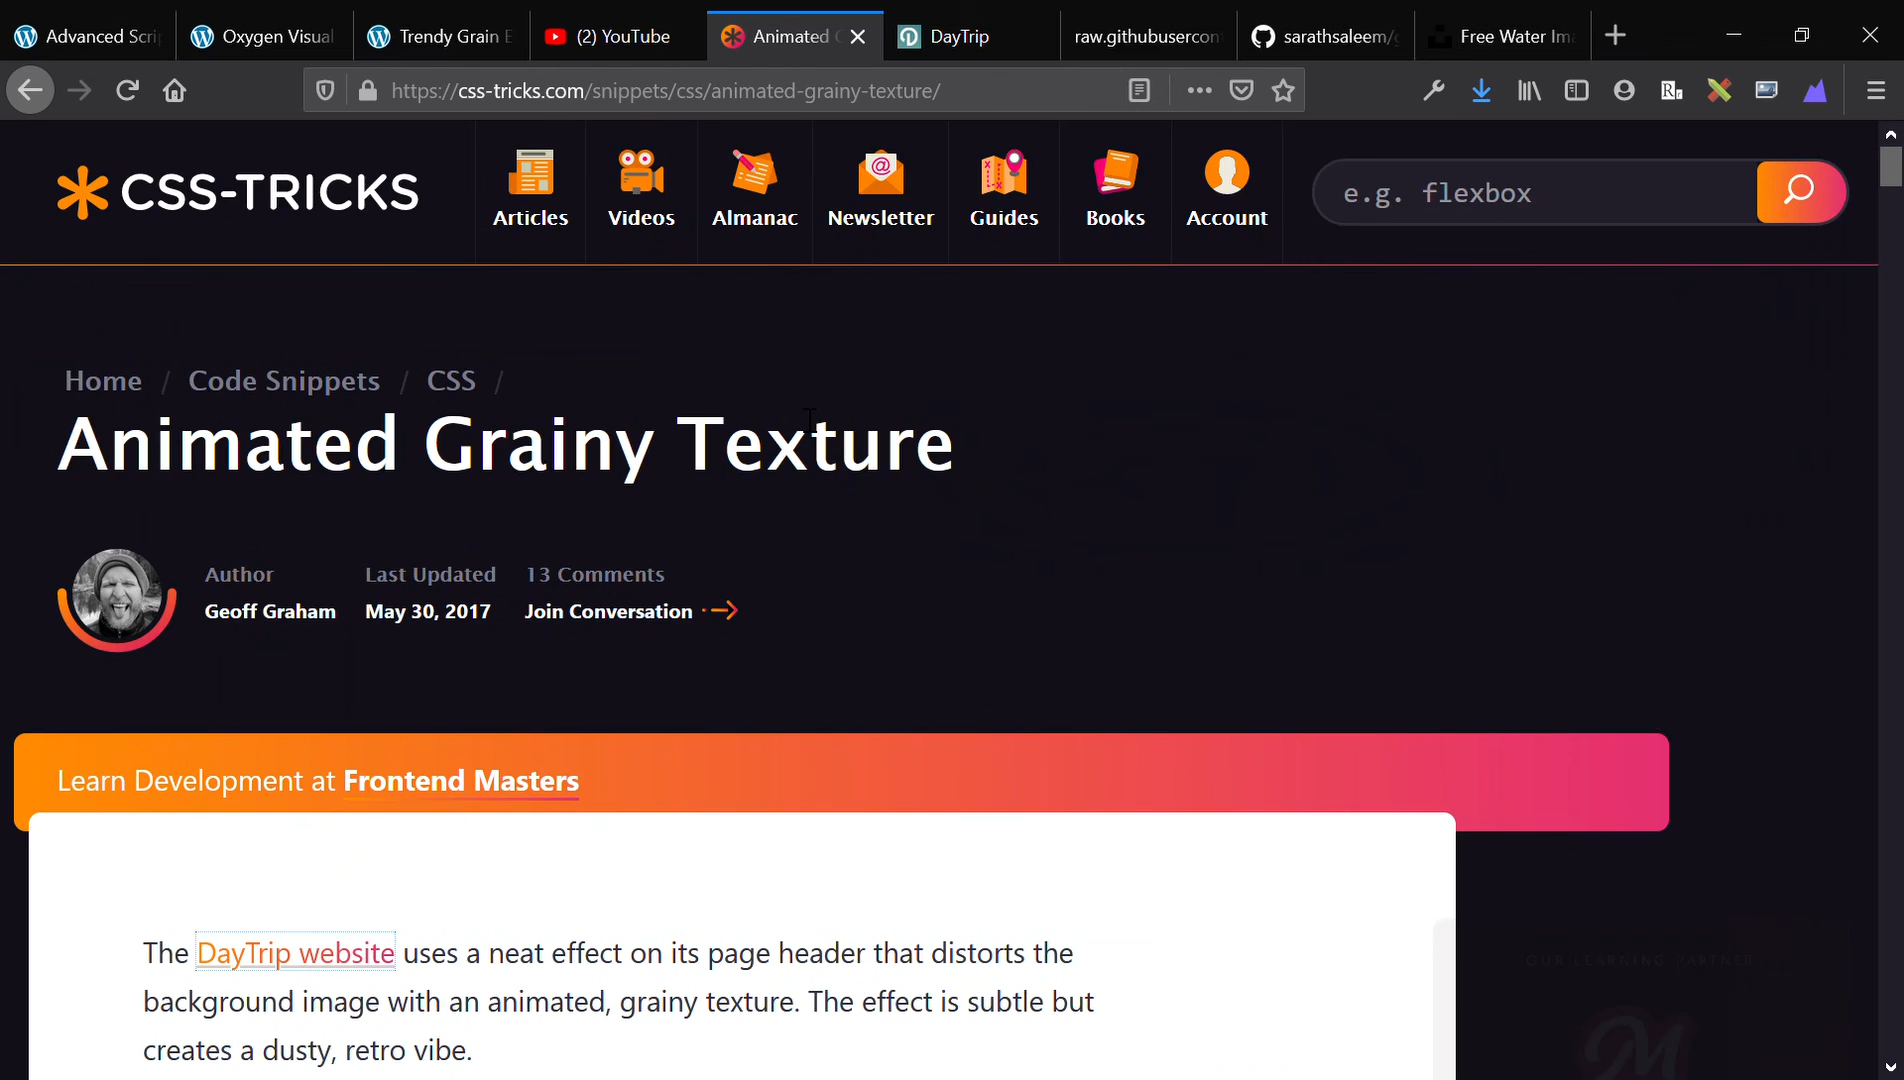 Advanced Scri
Oxygen Visual
Trendy Grain E
(2) YouTube
Animated
DayTrip
raw.githubusercon
sarathsaleem/g
Free Water Im
https://css-tricks.com/snippets/css/animated-grainy-texture/
CSS-TRICKS
Articles
Videos
Almanac
Newsletter
Guides
Books
Account
e.g. flexbox
Home / Code Snippets / CSS /
Animated Grainy Texture
Author
Geoff Graham
Last Updated
May 30, 2017
13 Comments
Join Conversation
Learn Development at Frontend Masters
The DayTrip website uses a neat effect on its page header that distorts the
background image with an animated, grainy texture. The effect is subtle but
creates a dusty, retro vibe.
OUR LEARNING PARTNER